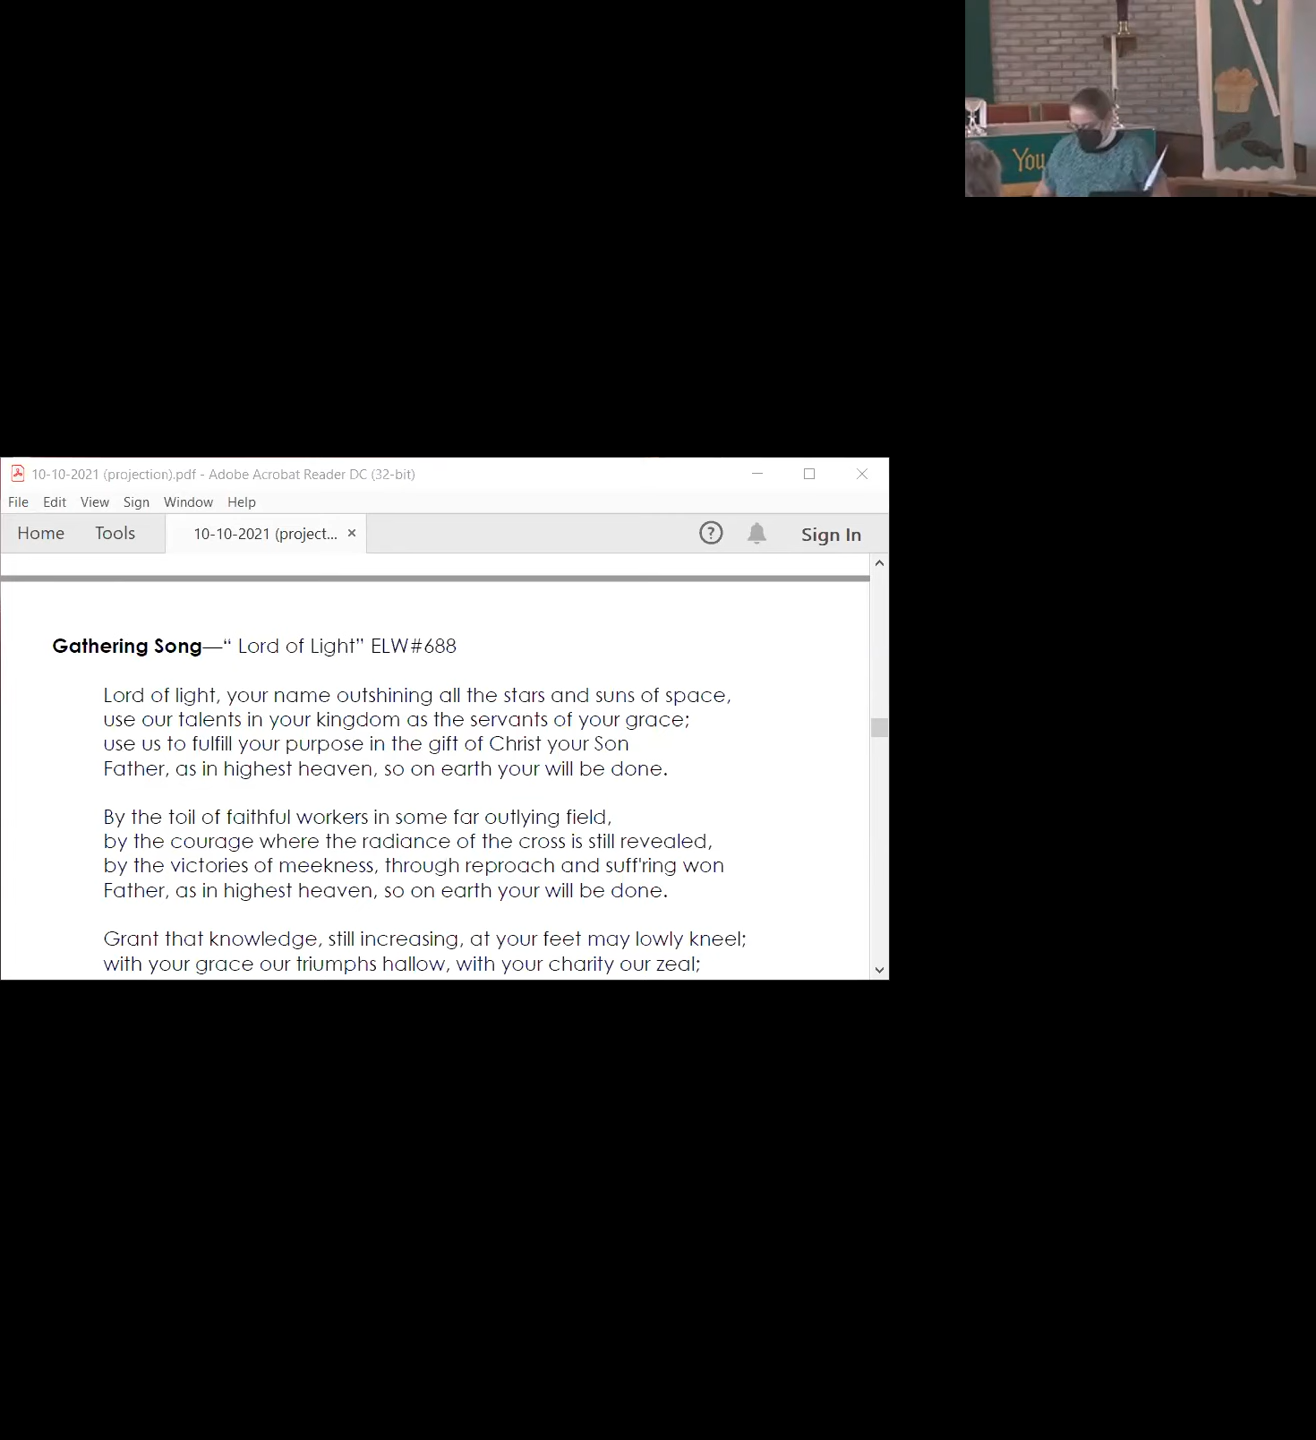 You
10-10-2021 (projection).pdf - Adobe Acrobat Reader DC (32-bit)
File Edit View Sign Window Help
Home Tools 10-10-2021 (project... × ? Sign In
Gathering Song—“ Lord of Light” ELW#688
Lord of light, your name outshining all the stars and suns of space,
use our talents in your kingdom as the servants of your grace;
use us to fulfill your purpose in the gift of Christ your Son
Father, as in highest heaven, so on earth your will be done.
By the toil of faithful workers in some far outlying field,
by the courage where the radiance of the cross is still revealed,
by the victories of meekness, through reproach and suff'ring won
Father, as in highest heaven, so on earth your will be done.
Grant that knowledge, still increasing, at your feet may lowly kneel;
with your grace our triumphs hallow, with your charity our zeal;